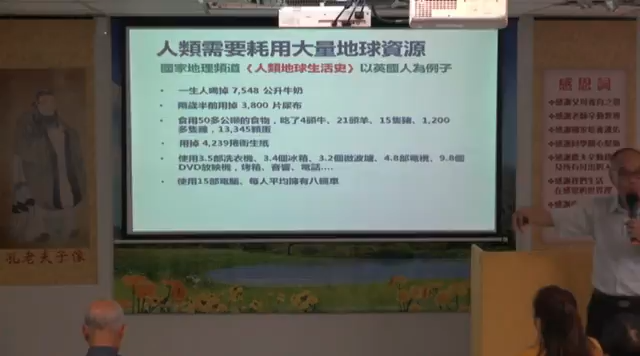 人類需要耗用大量地球資源
國家地理頻道《人類地球生活史》以英國人為例子
• 一生人喝掉 7,548 公升牛奶
• 兩歲半前用掉 3,800 片尿布
• 食用50多公噸的食物，吃了4頭牛、21頭羊、15隻豬、1,200
多隻雞，13,345顆蛋
• 用掉 4,239捲衛生紙
• 使用3.5部洗衣機、3.4個冰箱、3.2個微波爐、4.8部電視、9.8個
DVD放映機，烤箱、音響、電話....
• 使用15部電腦、每人平均擁有八輛車
孔老夫子像
感恩詞